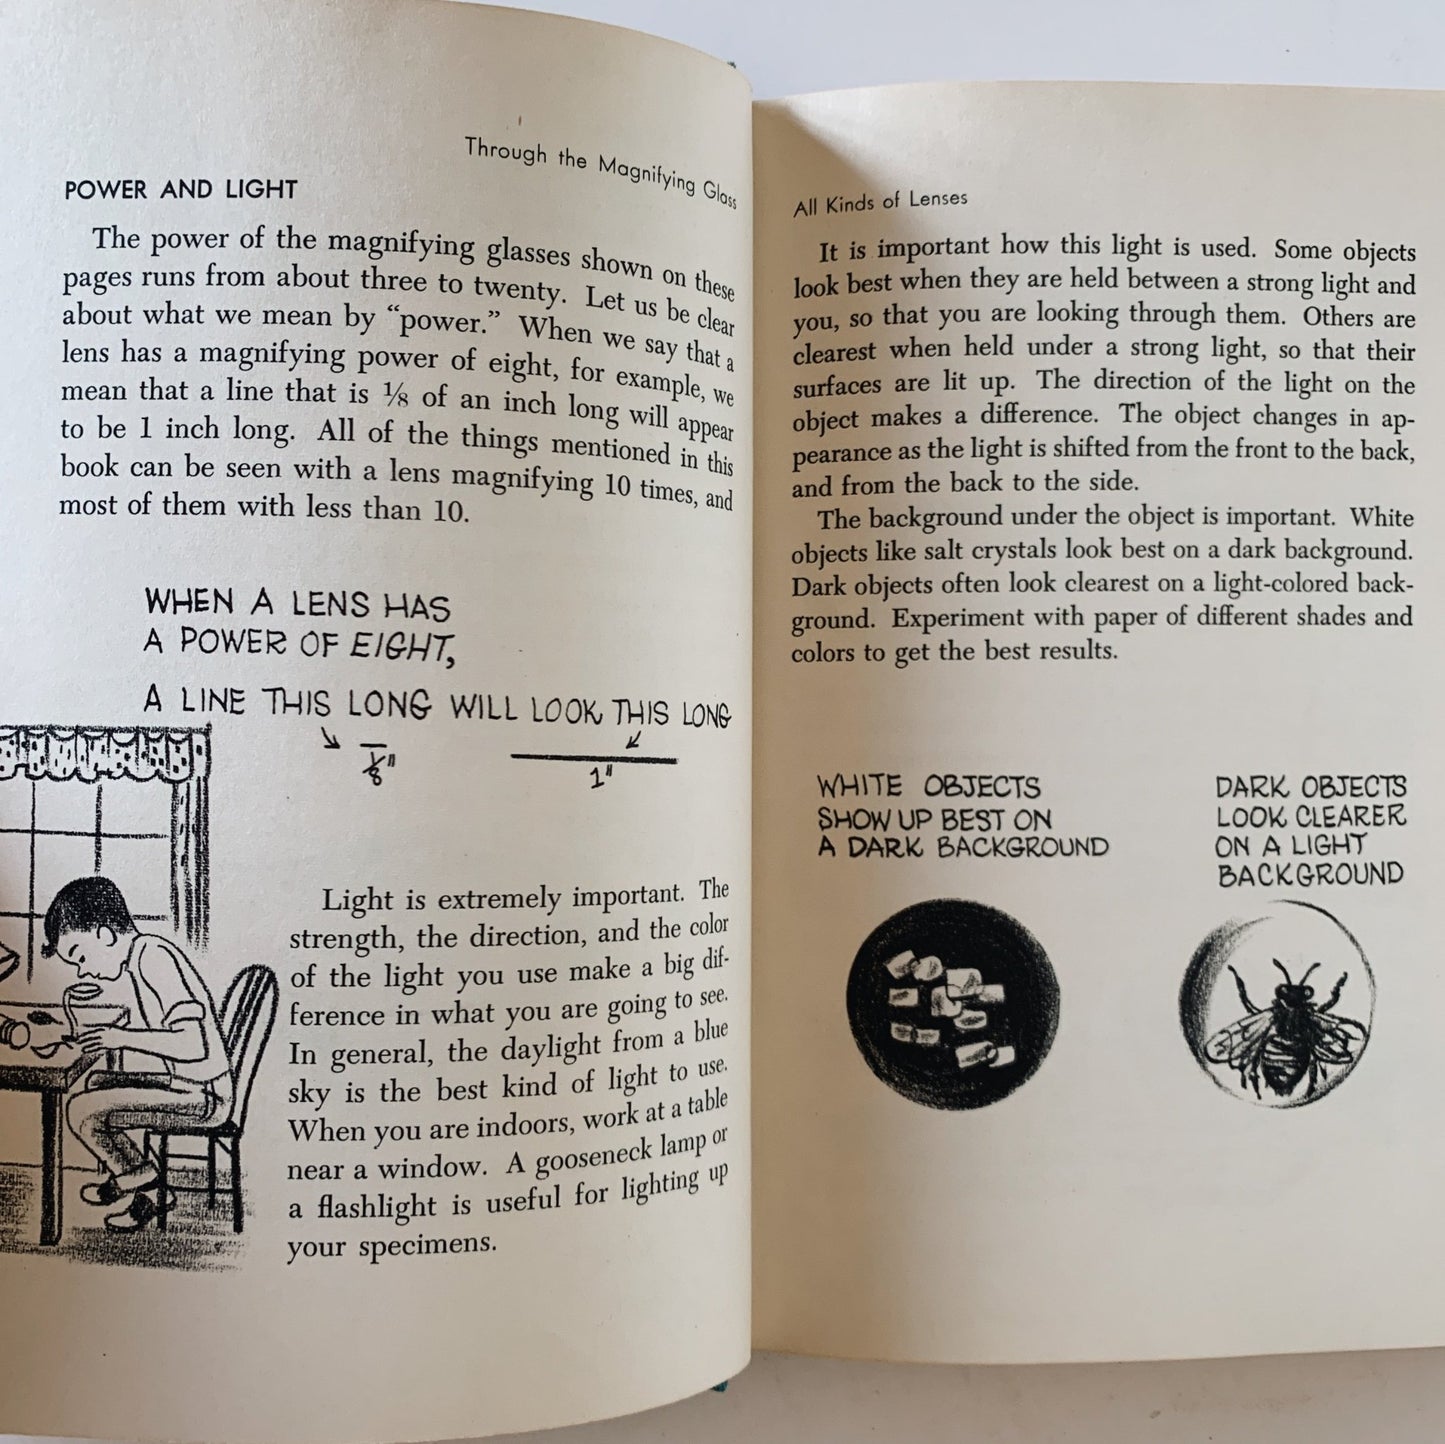 Through the Magnifying Glass
POWER AND LIGHT
The power of the magnifying glasses shown on these
pages runs from about three to twenty. Let us be clear
about what we mean by “power.” When we say that a
lens has a magnifying power of eight, for example, we
mean that a line that is ⅛ of an inch long will appear
to be 1 inch long. All of the things mentioned in this
book can be seen with a lens magnifying 10 times, and
most of them with less than 10.
WHEN A LENS HAS
A POWER OF EIGHT,
A LINE THIS LONG WILL LOOK THIS LONG
⅛" 1"
Light is extremely important. The
strength, the direction, and the color
of the light you use make a big dif-
ference in what you are going to see.
In general, the daylight from a blue
sky is the best kind of light to use.
When you are indoors, work at a table
near a window. A gooseneck lamp or
a flashlight is useful for lighting up
your specimens.
All Kinds of Lenses
It is important how this light is used. Some objects
look best when they are held between a strong light and
you, so that you are looking through them. Others are
clearest when held under a strong light, so that their
surfaces are lit up. The direction of the light on the
object makes a difference. The object changes in ap-
pearance as the light is shifted from the front to the back,
and from the back to the side.
The background under the object is important. White
objects like salt crystals look best on a dark background.
Dark objects often look clearest on a light-colored back-
ground. Experiment with paper of different shades and
colors to get the best results.
WHITE OBJECTS
SHOW UP BEST ON
A DARK BACKGROUND
DARK OBJECTS
LOOK CLEARER
ON A LIGHT
BACKGROUND